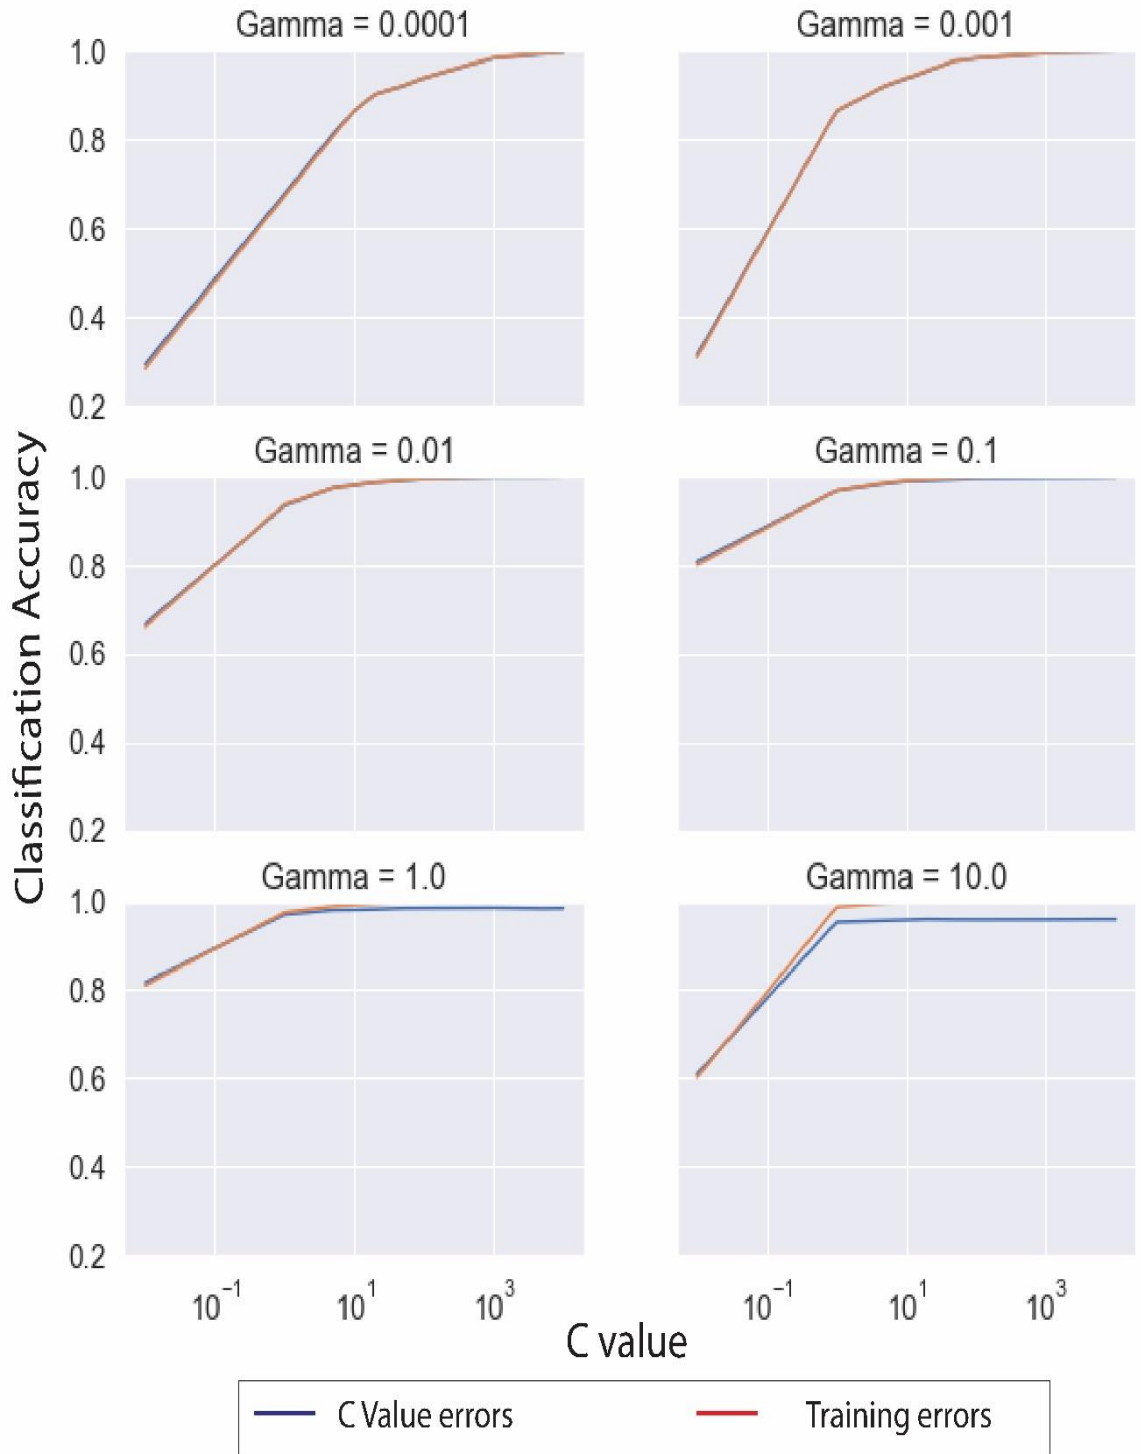 Gamma = 0.0001 Gamma = 0.001
1.0
0.8
0.6
0.4
0.2
Gamma = 0.01 Gamma = 0.1
1.0
0.8
0.6
0.4
0.2
Classification Accuracy
Gamma = 1.0 Gamma = 10.0
1.0
0.8
0.6
0.4
0.2
10⁻¹ 10¹ 10³ 10⁻¹ 10¹ 10³
C value
C Value errors Training errors